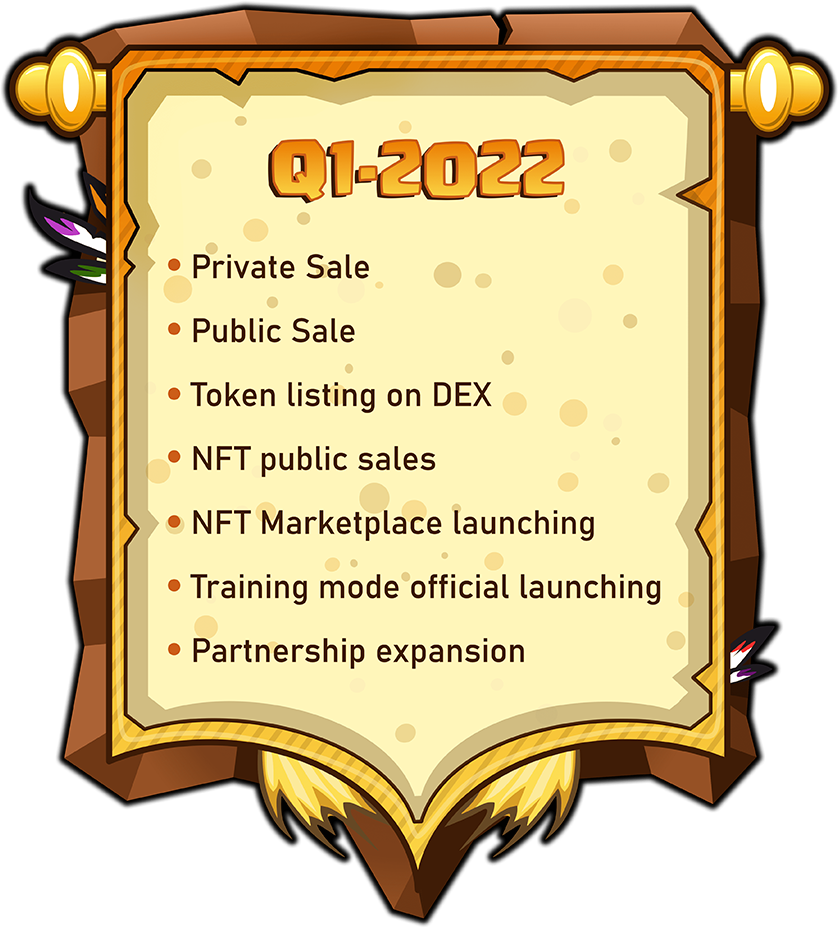 Q1-2022
• Private Sale
• Public Sale
• Token listing on DEX
• NFT public sales
• NFT Marketplace launching
• Training mode official launching
• Partnership expansion